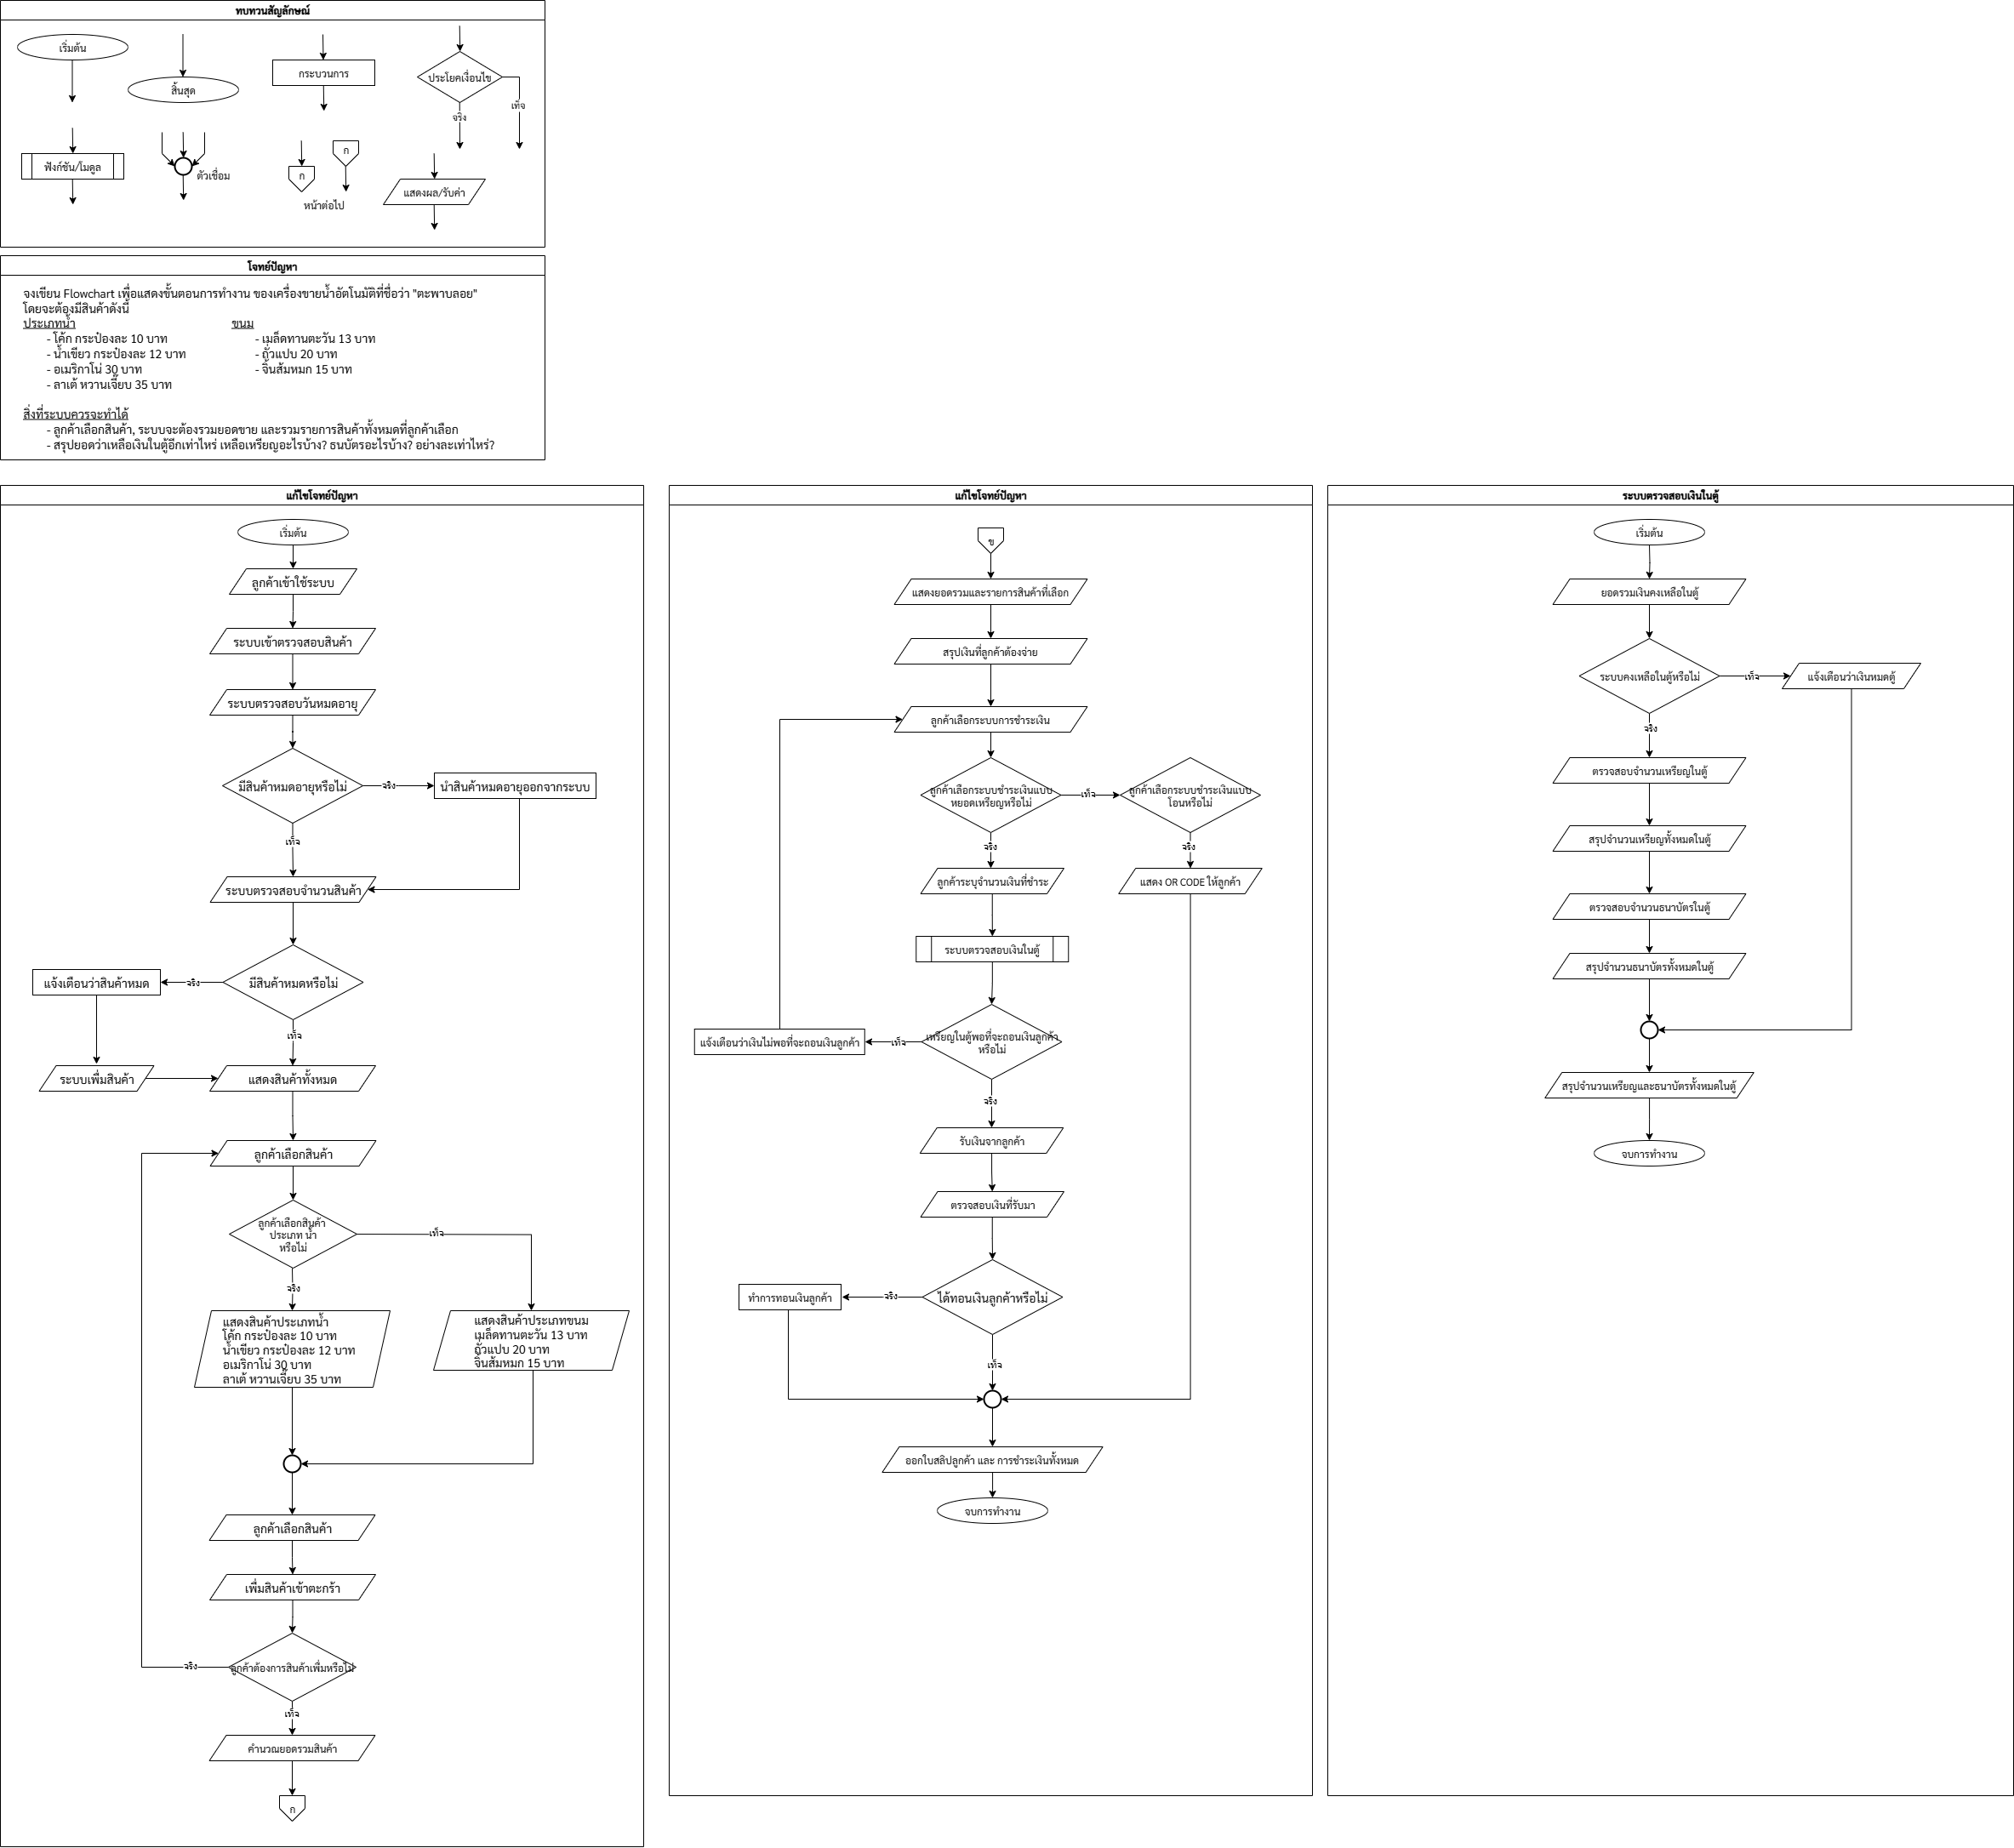 ทบทวนสัญลักษณ์
เริ่มต้น
สิ้นสุด
กระบวนการ
ประโยคเงื่อนไข
เท็จ
จริง
ฟังก์ชัน/โมดูล
ตัวเชื่อม
ก
ก
หน้าต่อไป
แสดงผล/รับค่า
โจทย์ปัญหา
จงเขียน Flowchart เพื่อแสดงขั้นตอนการทำงาน ของเครื่องขายน้ำอัตโนมัติที่ชื่อว่า "ตะพาบลอย"
โดยจะต้องมีสินค้าดังนี้
ประเภทน้ำ
- โค้ก กระป๋องละ 10 บาท
- น้ำเขียว กระป๋องละ 12 บาท
- อเมริกาโน่ 30 บาท
- ลาเต้ หวานเจี๊ยบ 35 บาท
ขนม
- เมล็ดทานตะวัน 13 บาท
- ถั่วแปบ 20 บาท
- จิ้นส้มหมก 15 บาท
สิ่งที่ระบบควรจะทำได้
- ลูกค้าเลือกสินค้า, ระบบจะต้องรวมยอดขาย และรวมรายการสินค้าทั้งหมดที่ลูกค้าเลือก
- สรุปยอดว่าเหลือเงินในตู้อีกเท่าไหร่ เหลือเหรียญอะไรบ้าง? ธนบัตรอะไรบ้าง? อย่างละเท่าไหร่?
แก้ไขโจทย์ปัญหา
เริ่มต้น
ลูกค้าเข้าใช้ระบบ
ระบบเข้าตรวจสอบสินค้า
ระบบตรวจสอบวันหมดอายุ
มีสินค้าหมดอายุหรือไม่
จริง
นำสินค้าหมดอายุออกจากระบบ
เท็จ
ระบบตรวจสอบจำนวนสินค้า
มีสินค้าหมดหรือไม่
จริง
แจ้งเตือนว่าสินค้าหมด
เท็จ
ระบบเพิ่มสินค้า
แสดงสินค้าทั้งหมด
ลูกค้าเลือกสินค้า
ลูกค้าเลือกสินค้า
ประเภท น้ำ
หรือไม่
เท็จ
จริง
แสดงสินค้าประเภทน้ำ
โค้ก กระป๋องละ 10 บาท
น้ำเขียว กระป๋องละ 12 บาท
อเมริกาโน่ 30 บาท
ลาเต้ หวานเจี๊ยบ 35 บาท
แสดงสินค้าประเภทขนม
เมล็ดทานตะวัน 13 บาท
ถั่วแปบ 20 บาท
จิ้นส้มหมก 15 บาท
ลูกค้าเลือกสินค้า
เพิ่มสินค้าเข้าตะกร้า
ลูกค้าต้องการสินค้าเพิ่มหรือไม่
จริง
เท็จ
คำนวณยอดรวมสินค้า
ก
แก้ไขโจทย์ปัญหา
ข
แสดงยอดรวมและรายการสินค้าที่เลือก
สรุปเงินที่ลูกค้าต้องจ่าย
ลูกค้าเลือกระบบการชำระเงิน
ลูกค้าเลือกระบบชำระเงินแบบ
หยอดเหรียญหรือไม่
เท็จ
ลูกค้าเลือกระบบชำระเงินแบบ
โอนหรือไม่
จริง
จริง
ลูกค้าระบุจำนวนเงินที่ชำระ
แสดง OR CODE ให้ลูกค้า
ระบบตรวจสอบเงินในตู้
เหรียญในตู้พอที่จะถอนเงินลูกค้า
หรือไม่
เท็จ
แจ้งเตือนว่าเงินไม่พอที่จะถอนเงินลูกค้า
จริง
รับเงินจากลูกค้า
ตรวจสอบเงินที่รับมา
ได้ทอนเงินลูกค้าหรือไม่
จริง
ทำการทอนเงินลูกค้า
เท็จ
ออกใบสลิปลูกค้า และ การชำระเงินทั้งหมด
จบการทำงาน
ระบบตรวจสอบเงินในตู้
เริ่มต้น
ยอดรวมเงินคงเหลือในตู้
ระบบคงเหลือในตู้หรือไม่
เท็จ
แจ้งเตือนว่าเงินหมดตู้
จริง
ตรวจสอบจำนวนเหรียญในตู้
สรุปจำนวนเหรียญทั้งหมดในตู้
ตรวจสอบจำนวนธนาบัตรในตู้
สรุปจำนวนธนาบัตรทั้งหมดในตู้
สรุปจำนวนเหรียญและธนาบัตรทั้งหมดในตู้
จบการทำงาน